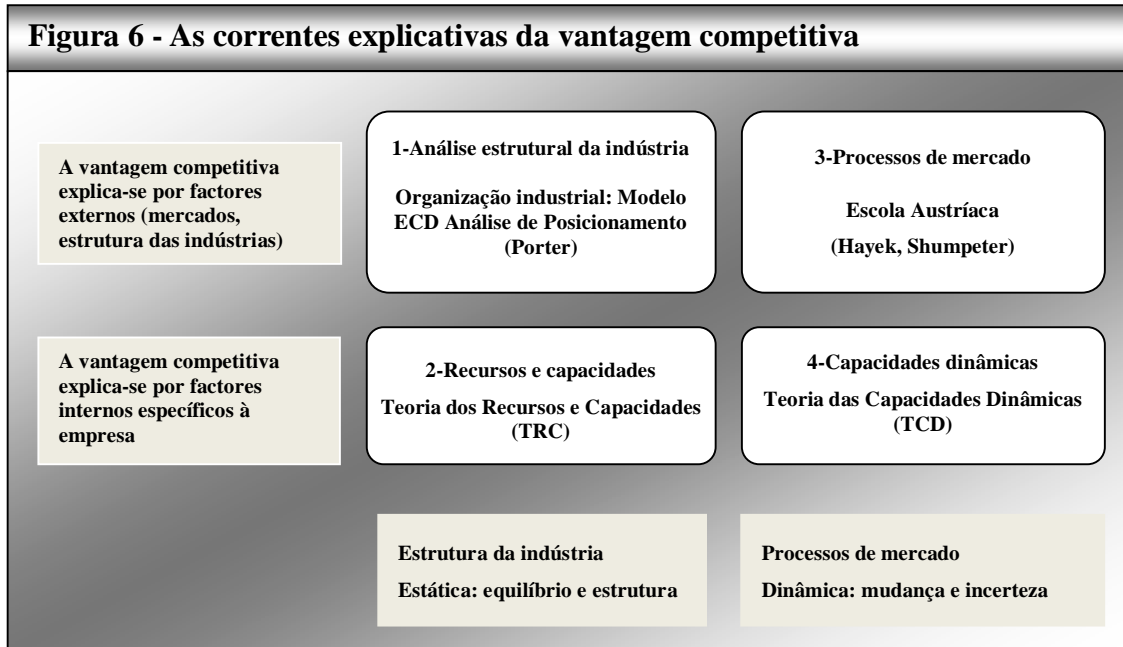 Figura 6 - As correntes explicativas da vantagem competitiva
A vantagem competitiva
explica-se por factores
externos (mercados,
estrutura das indústrias)
1-Análise estrutural da indústria
Organização industrial: Modelo
ECD Análise de Posicionamento
(Porter)
3-Processos de mercado
Escola Austríaca
(Hayek, Shumpeter)
A vantagem competitiva
explica-se por factores
internos específicos à
empresa
2-Recursos e capacidades
Teoria dos Recursos e Capacidades
(TRC)
4-Capacidades dinâmicas
Teoria das Capacidades Dinâmicas
(TCD)
Estrutura da indústria
Estática: equilíbrio e estrutura
Processos de mercado
Dinâmica: mudança e incerteza